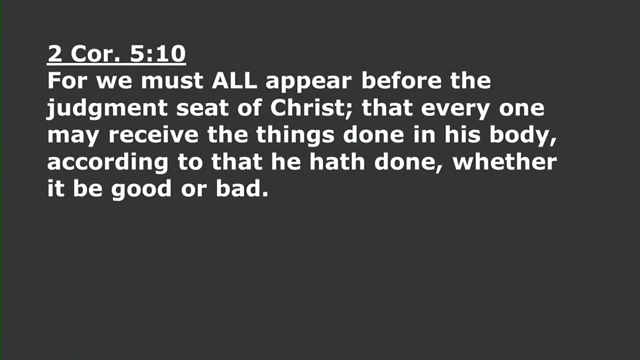 2 Cor. 5:10
For we must ALL appear before the
judgment seat of Christ; that every one
may receive the things done in his body,
according to that he hath done, whether
it be good or bad.